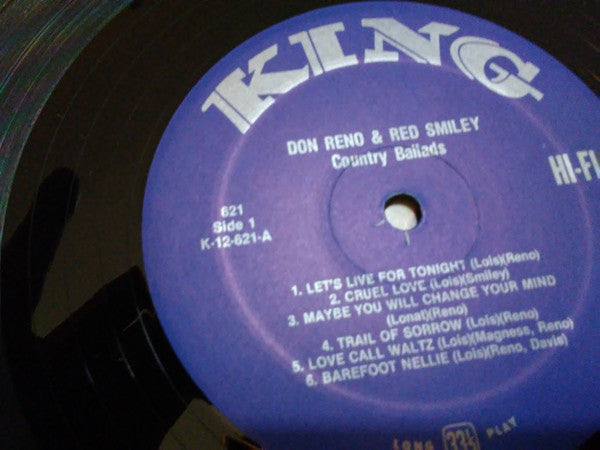 KING
DON RENO & RED SMILEY
Country Ballads
HI-FI
621
Side 1
K-12-621-A
1. LET'S LIVE FOR TONIGHT (Lois)(Reno)
2. CRUEL LOVE (Lois)(Smiley)
3. MAYBE YOU WILL CHANGE YOUR MIND
(Lonat)(Reno)
4. TRAIL OF SORROW (Lois)(Reno)
5. LOVE CALL WALTZ (Lois)(Magness, Reno)
6. BAREFOOT NELLIE (Lois)(Reno, Davis)
LONG 33⅓ PLAY